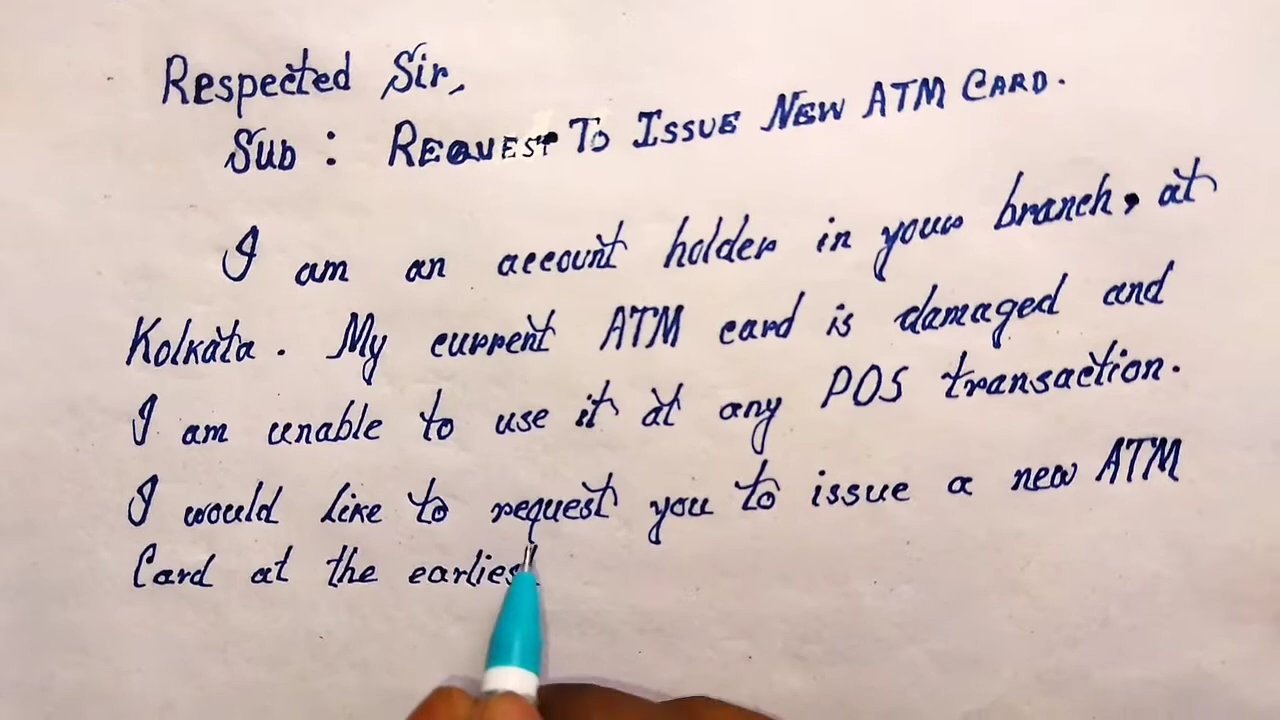 Respected Sir,
Sub : REQUEST TO ISSUE NEW ATM CARD.
I am an account holder in your branch, at
Kolkata. My current ATM card is damaged and
I am unable to use it at any POS transaction.
I would like to request you to issue a new ATM
Card at the earliest